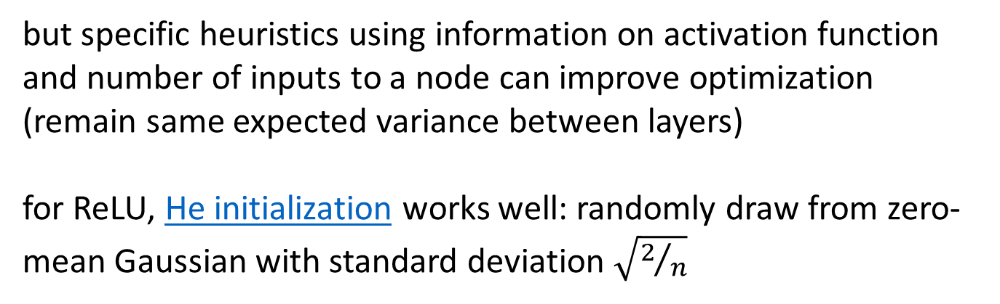 but specific heuristics using information on activation function
and number of inputs to a node can improve optimization
(remain same expected variance between layers)
for ReLU, He initialization works well: randomly draw from zero-
mean Gaussian with standard deviation √2/n